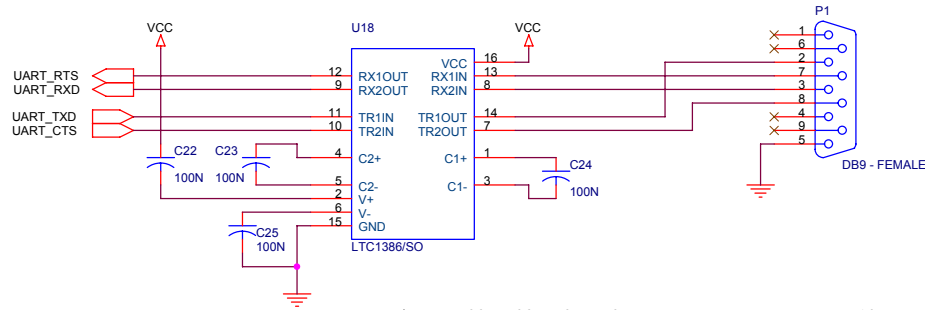 P1
VCC
U18
VCC
1
6
VCC
16
2
UART_RTS
12
RX1OUT
RX1IN
13
7
UART_RXD
9
RX2OUT
RX2IN
8
3
8
UART_TXD
11
TR1IN
TR1OUT
14
4
UART_CTS
10
TR2IN
TR2OUT
7
9
5
C22
C23
4
C2+
C1+
1
C24
DB9 - FEMALE
100N
100N
5
C2-
C1-
3
100N
2
V+
6
V-
C25
15
GND
100N
LTC1386/SO